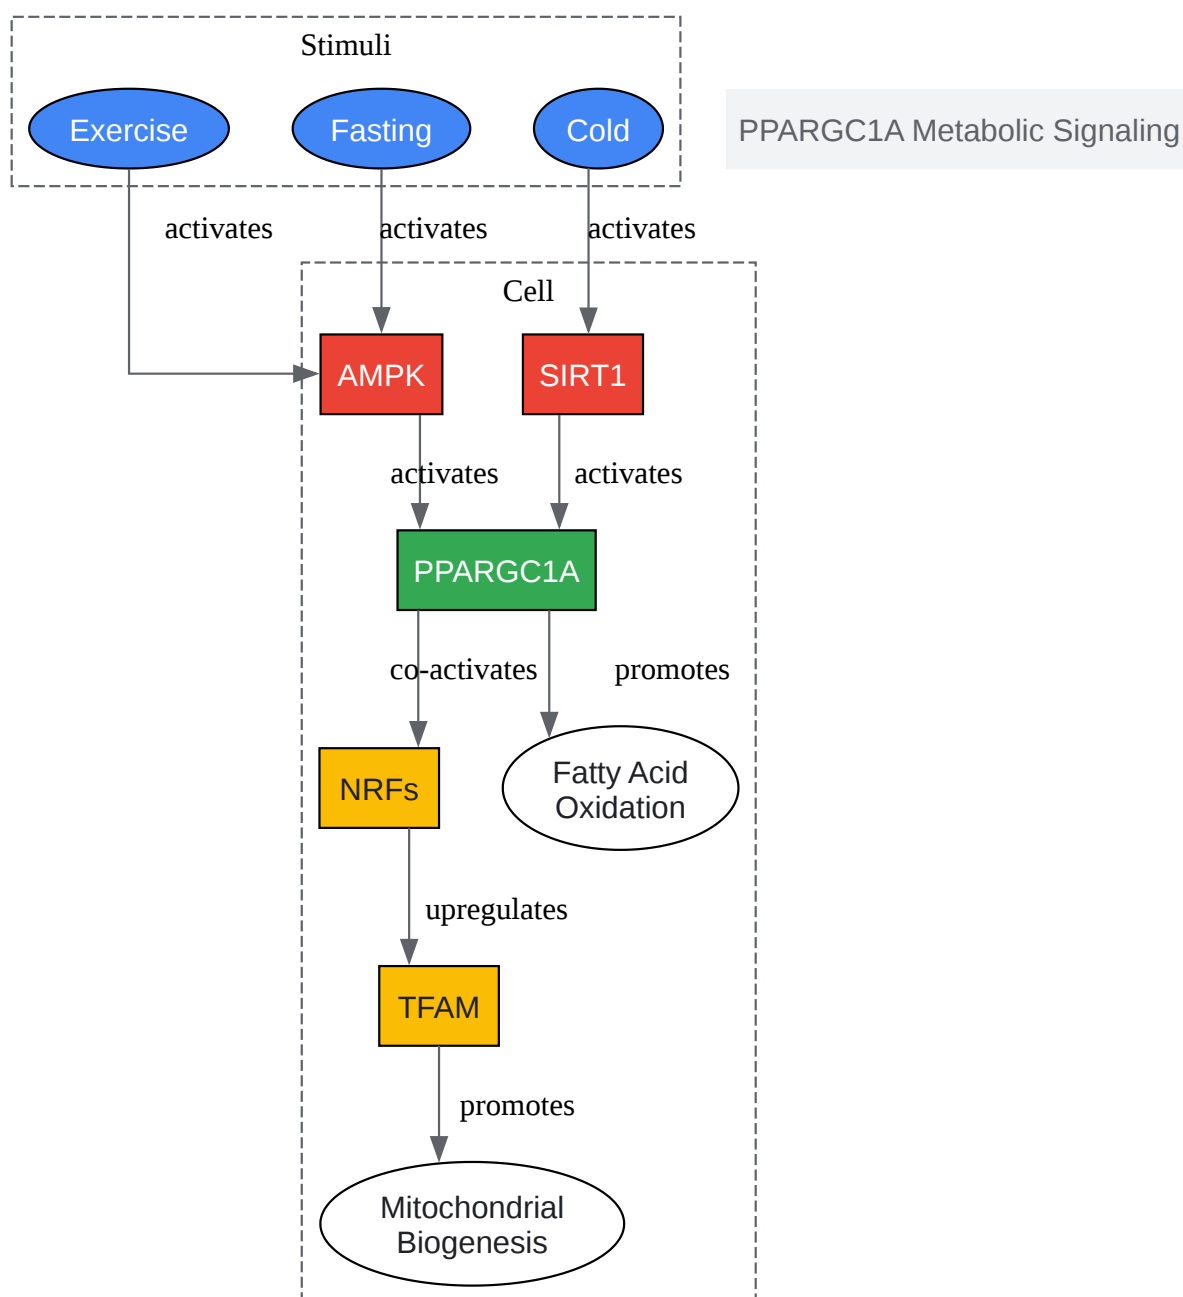 Stimuli
Exercise
Fasting
Cold
PPARGC1A Metabolic Signaling
activates
activates
activates
Cell
AMPK
SIRT1
activates
activates
PPARGC1A
co-activates
promotes
NRFs
Fatty Acid
Oxidation
upregulates
TFAM
promotes
Mitochondrial
Biogenesis